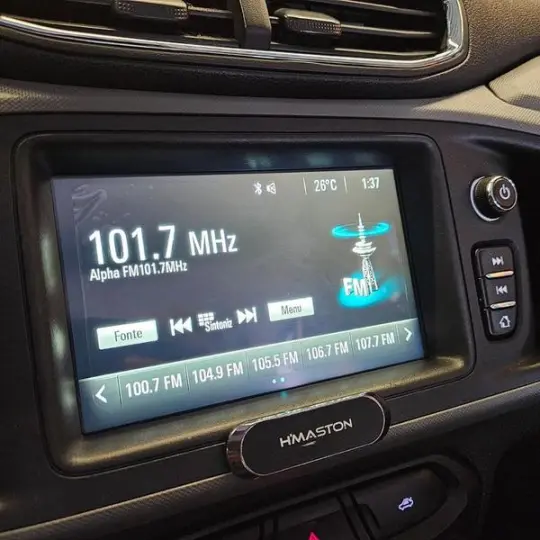 26°C 1:37
101.7 MHz
Alpha FM101.7MHz
FM
Fonte Sintoniz Menu
100.7 FM 104.9 FM 105.5 FM 106.7 FM 107.7 FM
H'MASTON